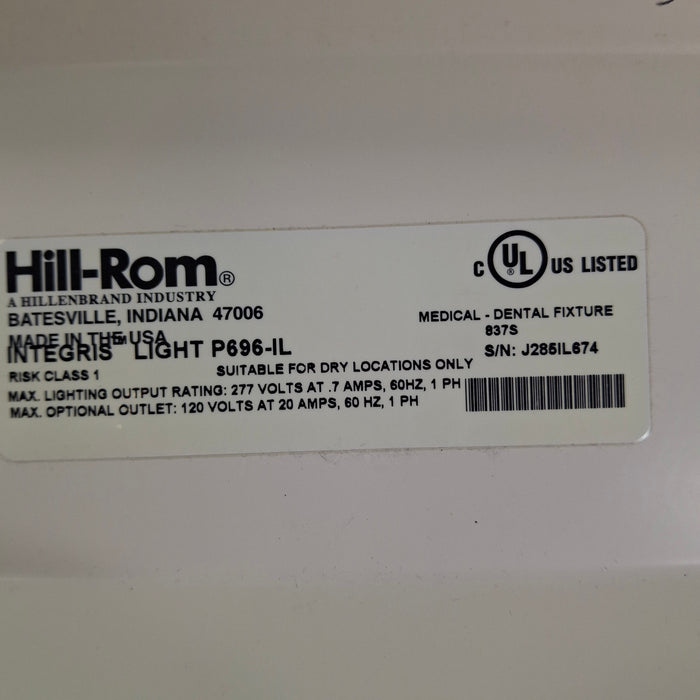 Hill-Rom®
A HILLENBRAND INDUSTRY
BATESVILLE, INDIANA 47006
MADE IN THE USA
INTEGRIS™ LIGHT P696-IL
RISK CLASS 1
SUITABLE FOR DRY LOCATIONS ONLY
MAX. LIGHTING OUTPUT RATING: 277 VOLTS AT .7 AMPS, 60HZ, 1 PH
MAX. OPTIONAL OUTLET: 120 VOLTS AT 20 AMPS, 60 HZ, 1 PH
C UL® US LISTED
MEDICAL - DENTAL FIXTURE
837S
S/N: J285IL674